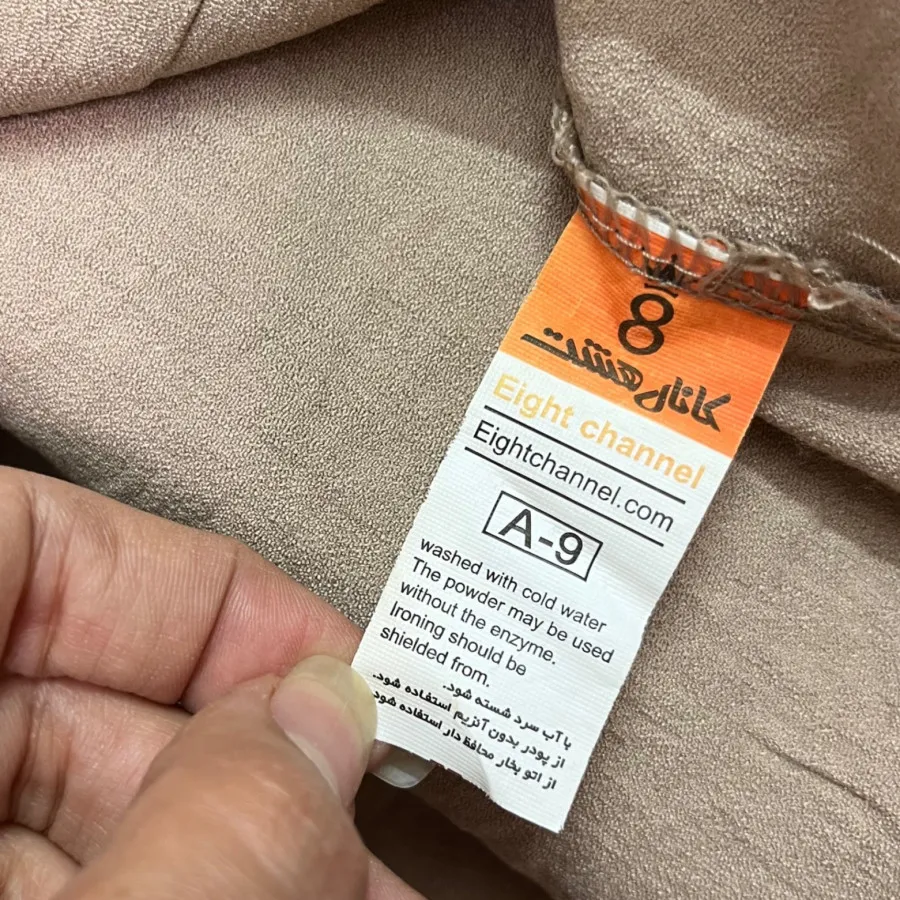 8
کانال هشت
Eight channel
Eightchannel.com
A-9
washed with cold water
The powder may be used
without the enzyme.
Ironing should be
shielded from.
با آب سرد شسته شود.
از پودر بدون آنزیم استفاده شود.
از اتو بخار محافظ دار استفاده شود